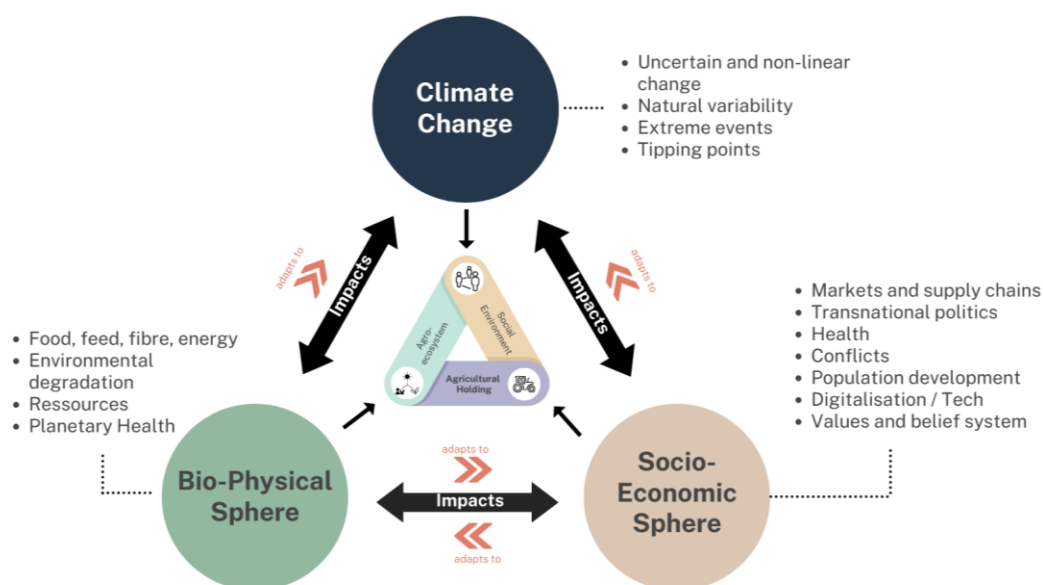 Climate
Change
• Uncertain and non-linear
change
• Natural variability
• Extreme events
• Tipping points
adapts to
Impacts
adapts to
Impacts
Social
Environment
Agro-
ecosystem
Agricultural
Holding
• Markets and supply chains
• Transnational politics
• Health
• Conflicts
• Population development
• Digitalisation / Tech
• Values and belief system
• Food, feed, fibre, energy
• Environmental
degradation
• Ressources
• Planetary Health
Bio-Physical
Sphere
adapts to
Impacts
adapts to
Socio-
Economic
Sphere